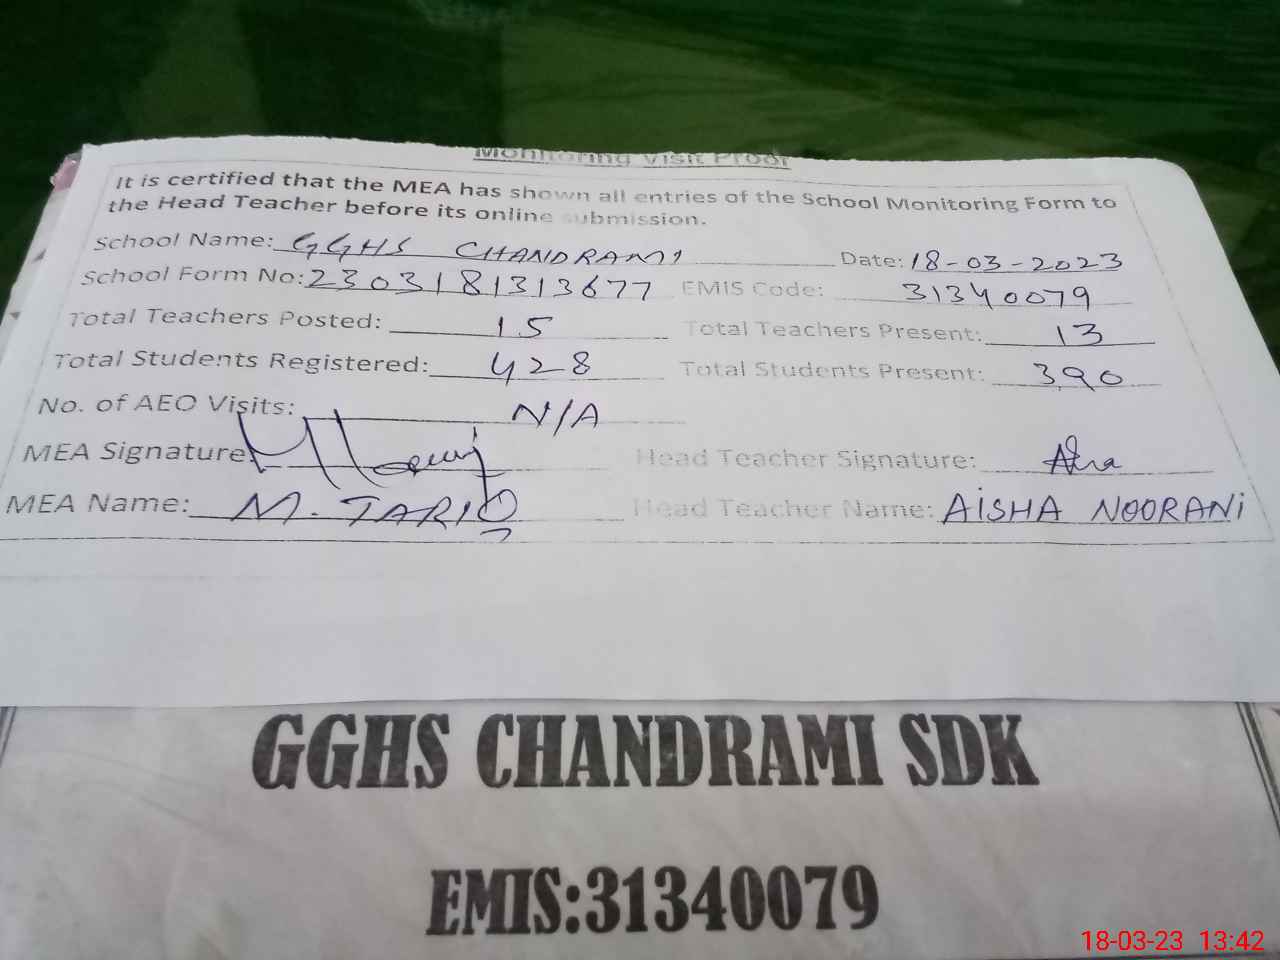 Monitoring Visit Proof
It is certified that the MEA has shown all entries of the School Monitoring Form to
the Head Teacher before its online submission.
School Name: GGHS CHANDRAMI Date: 18-03-2023
School Form No: 2303181313677 EMIS Code: 31340079
Total Teachers Posted: 15 Total Teachers Present: 13
Total Students Registered: 428 Total Students Present: 390
No. of AEO Visits: N/A
MEA Signature: Head Teacher Signature:
MEA Name: M. TARIQ Head Teacher Name: AISHA NOORANI
GGHS CHANDRAMI SDK
EMIS:31340079
18-03-23 13:42